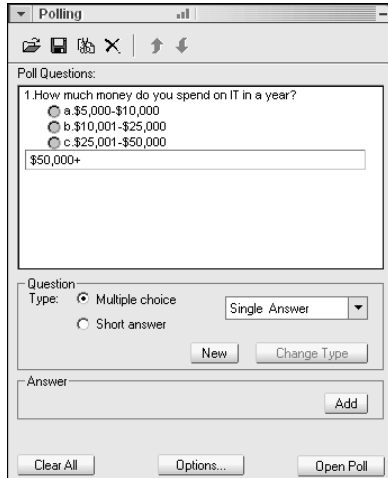 Polling
Poll Questions:
1.How much money do you spend on IT in a year?
a.$5,000-$10,000
b.$10,001-$25,000
c.$25,001-$50,000
$50,000+
Question
Type: Multiple choice
Single Answer
Short answer
New Change Type
Answer
Add
Clear All Options... Open Poll